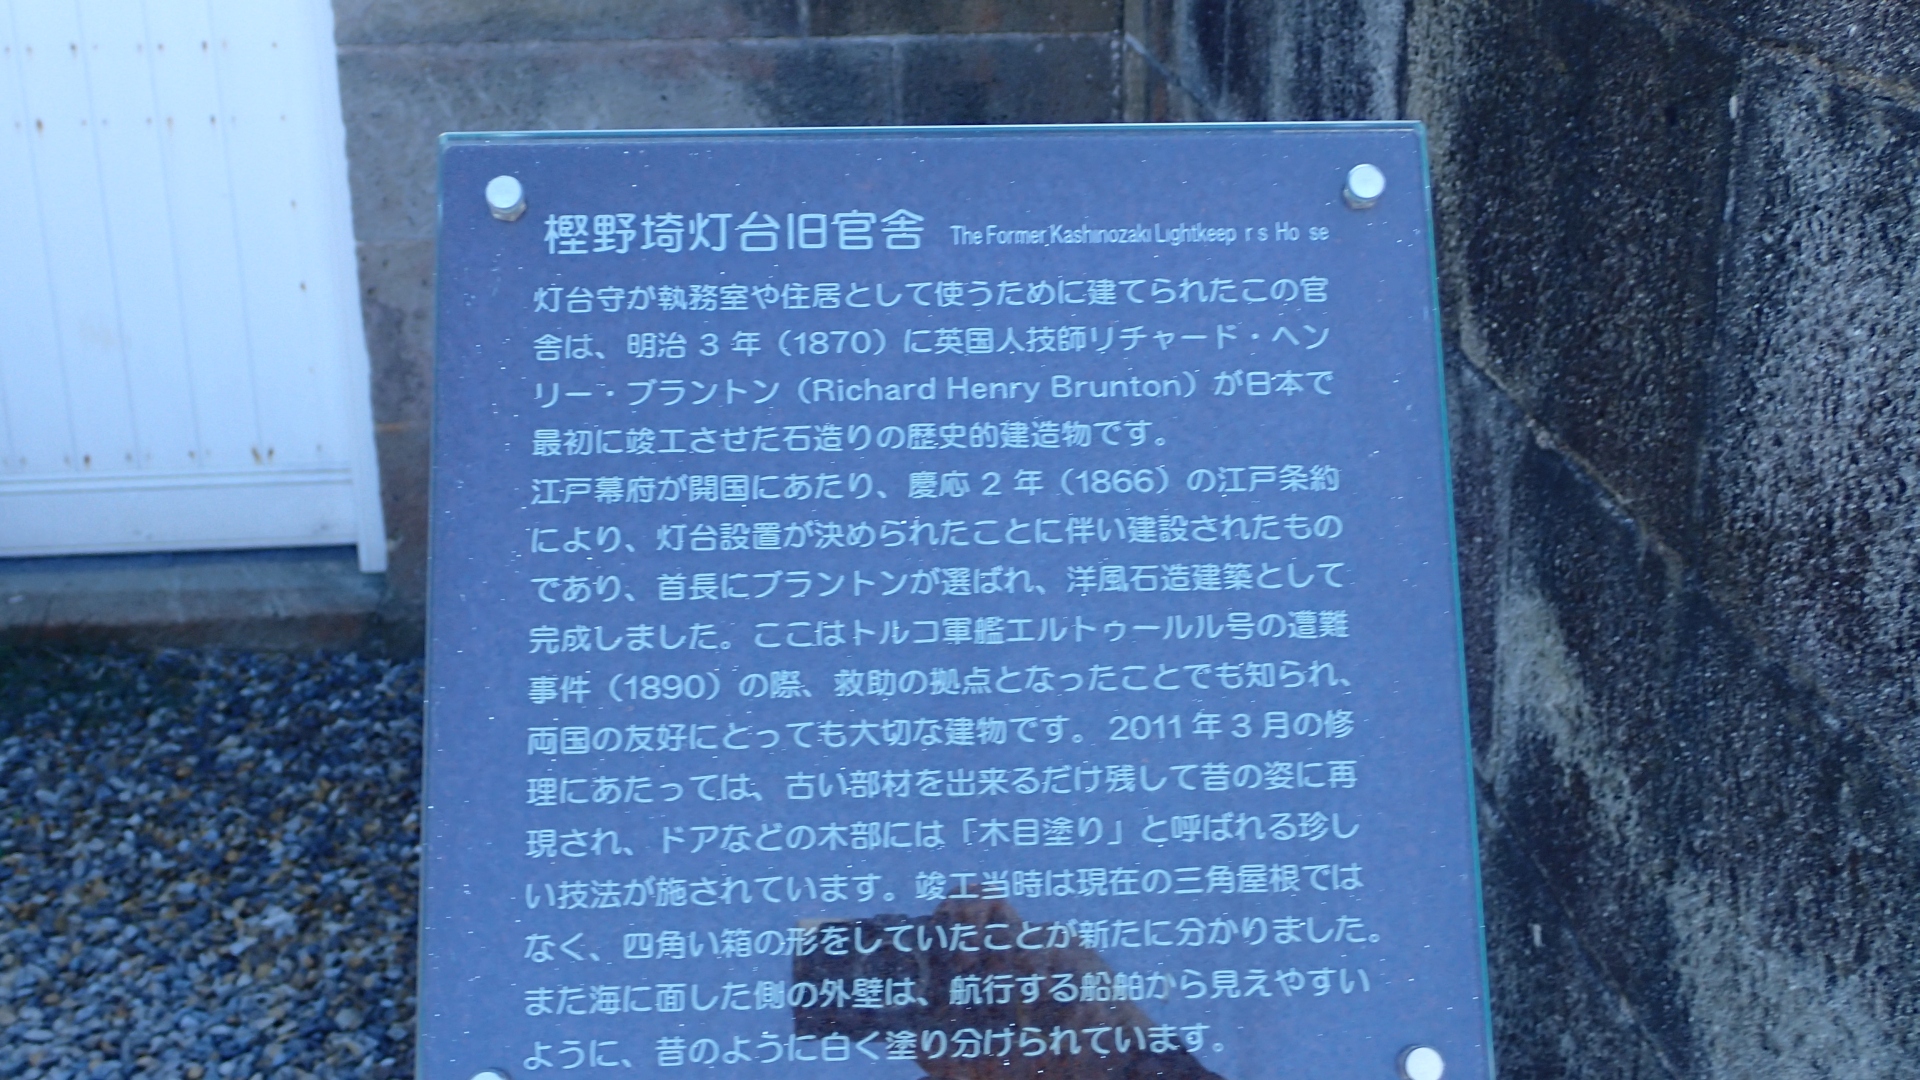 樫野埼灯台旧官舎 The Former Kashinozaki Lightkeep r s Ho se
灯台守が執務室や住居として使うために建てられたこの官
舎は、明治 3 年（1870）に英国人技師リチャード・ヘン
リー・ブラントン（Richard Henry Brunton）が日本で
最初に竣工させた石造りの歴史的建造物です。
江戸幕府が開国にあたり、慶応 2 年（1866）の江戸条約
により、灯台設置が決められたことに伴い建設されたもの
であり、首長にブラントンが選ばれ、洋風石造建築として
完成しました。ここはトルコ軍艦エルトゥールル号の遭難
事件（1890）の際、救助の拠点となったことでも知られ、
両国の友好にとっても大切な建物です。2011 年 3 月の修
理にあたっては、古い部材を出来るだけ残して昔の姿に再
現され、ドアなどの木部には「木目塗り」と呼ばれる珍し
い技法が施されています。竣工当時は現在の三角屋根では
なく、四角い箱の形をしていたことが新たに分かりました。
また海に面した側の外壁は、航行する船舶から見えやすい
ように、昔のように白く塗り分けられています。